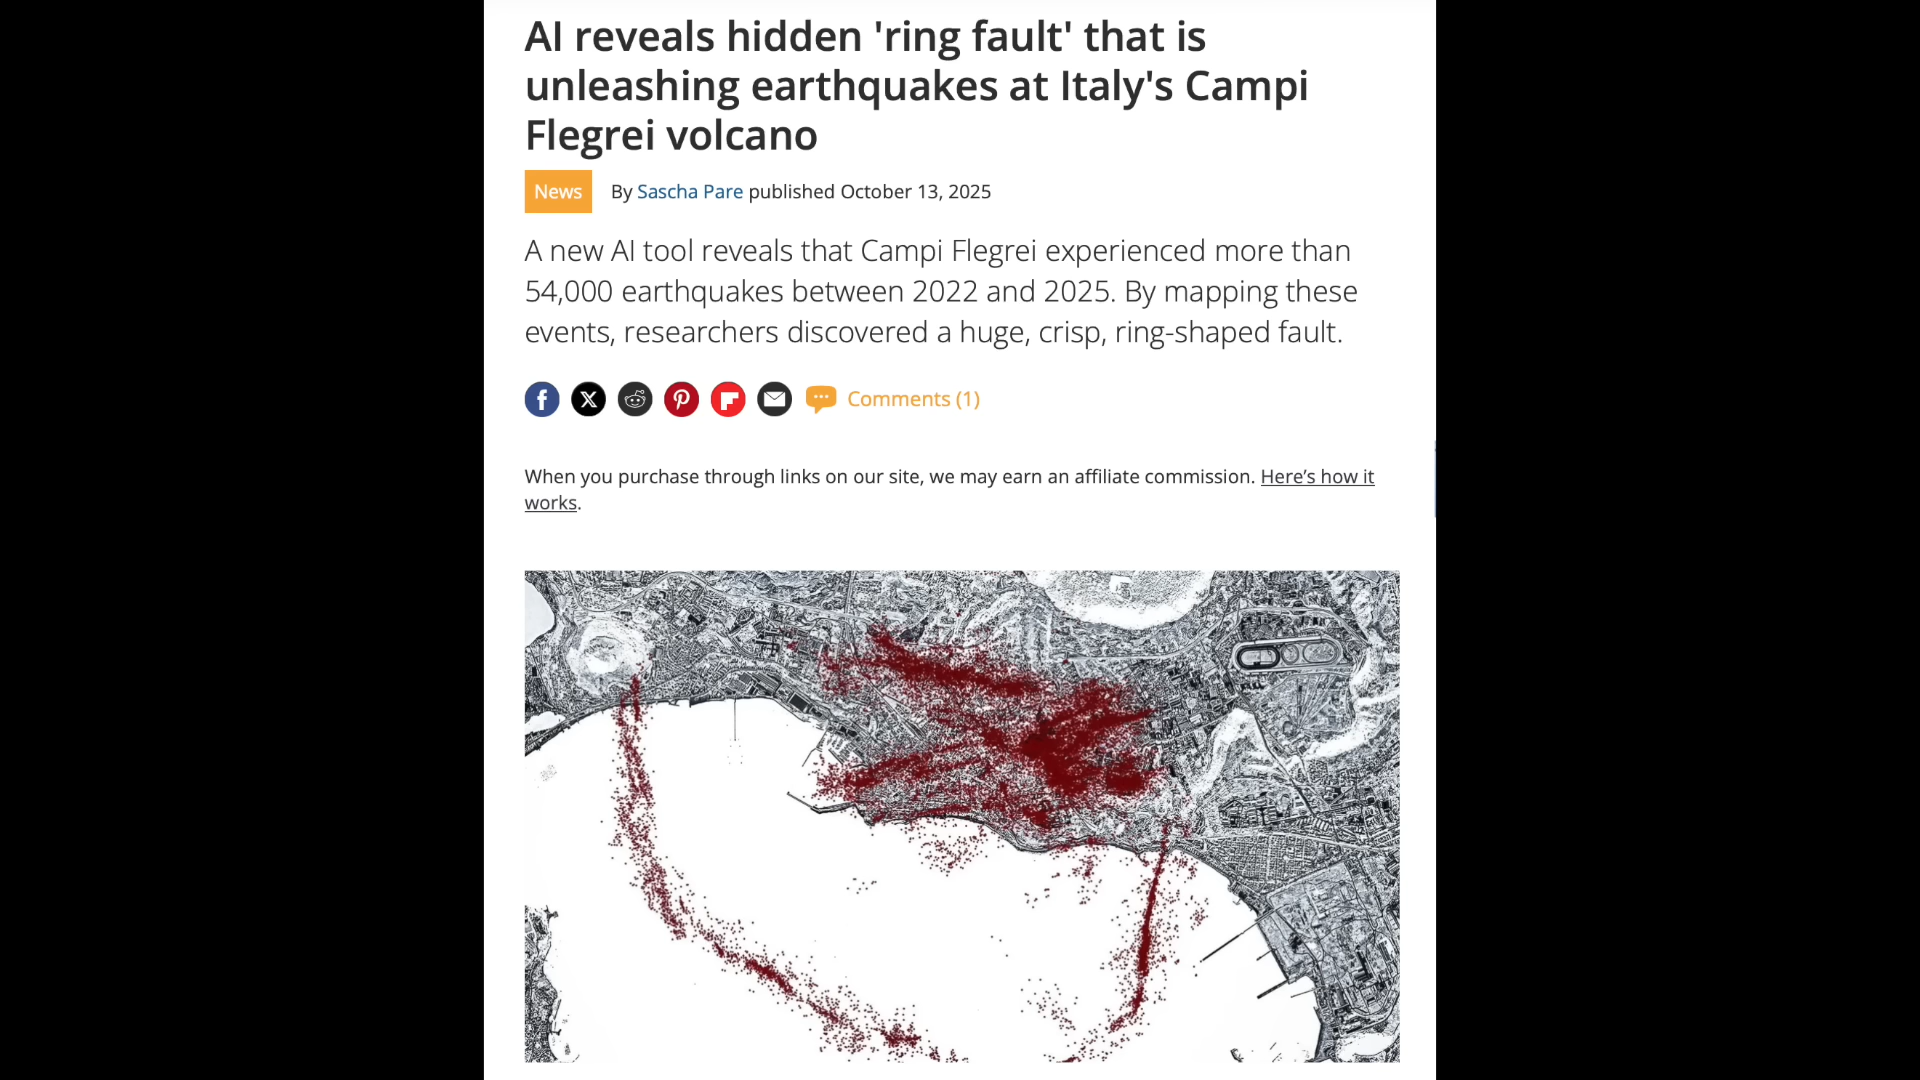 AI reveals hidden 'ring fault' that is
unleashing earthquakes at Italy's Campi
Flegrei volcano
News By Sascha Pare published October 13, 2025
A new AI tool reveals that Campi Flegrei experienced more than
54,000 earthquakes between 2022 and 2025. By mapping these
events, researchers discovered a huge, crisp, ring-shaped fault.
Comments (1)
When you purchase through links on our site, we may earn an affiliate commission. Here’s how it
works.